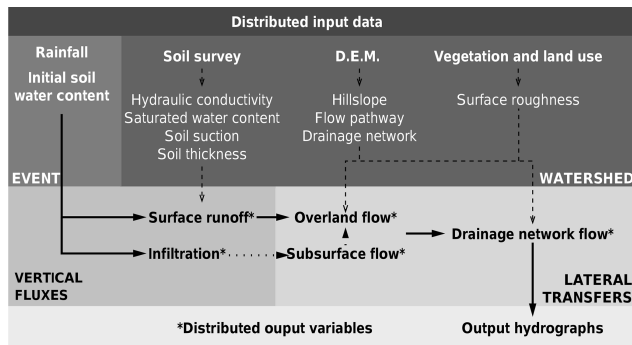 Distributed input data
Rainfall
Initial soil
water content
Soil survey
Hydraulic conductivity
Saturated water content
Soil suction
Soil thickness
D.E.M.
Hillslope
Flow pathway
Drainage network
Vegetation and land use
Surface roughness
EVENT
WATERSHED
Surface runoff*
Overland flow*
Drainage network flow*
Infiltration*
Subsurface flow*
VERTICAL
FLUXES
LATERAL
TRANSFERS
*Distributed ouput variables
Output hydrographs